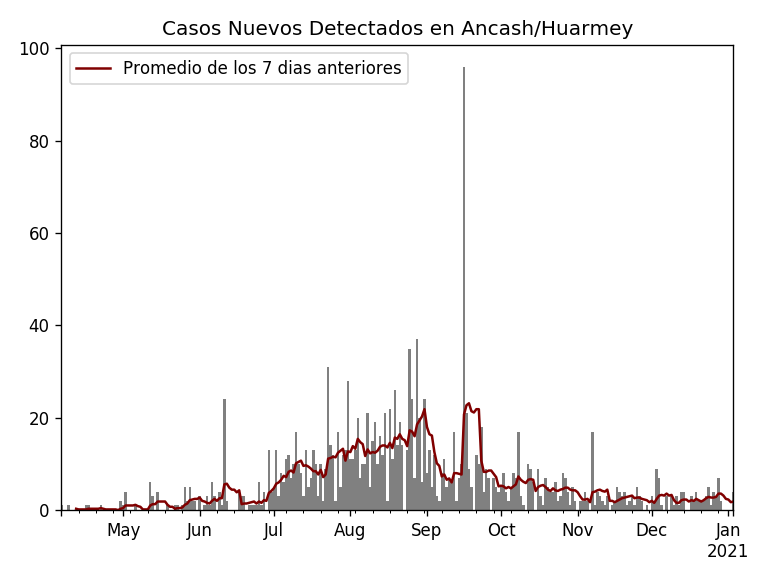 Casos Nuevos Detectados en Ancash/Huarmey
Promedio de los 7 dias anteriores
100
80
60
40
20
0
May Jun Jul Aug Sep Oct Nov Dec Jan
2021